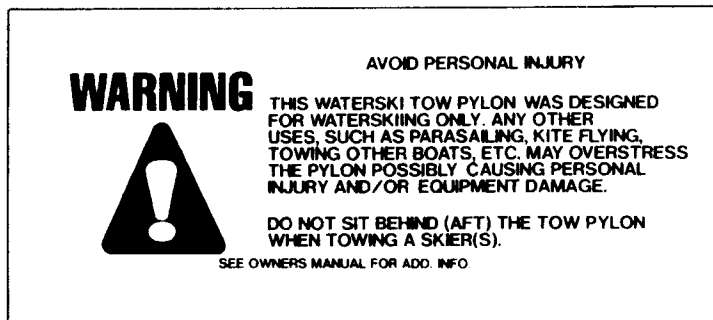 AVOID PERSONAL INJURY
WARNING
THIS WATERSKI TOW PYLON WAS DESIGNED
FOR WATERSKIING ONLY. ANY OTHER
USES, SUCH AS PARASAILING, KITE FLYING,
TOWING OTHER BOATS, ETC. MAY OVERSTRESS
THE PYLON POSSIBLY CAUSING PERSONAL
INJURY AND/OR EQUIPMENT DAMAGE.
DO NOT SIT BEHIND (AFT) THE TOW PYLON
WHEN TOWING A SKIER(S).
SEE OWNERS MANUAL FOR ADD. INFO.